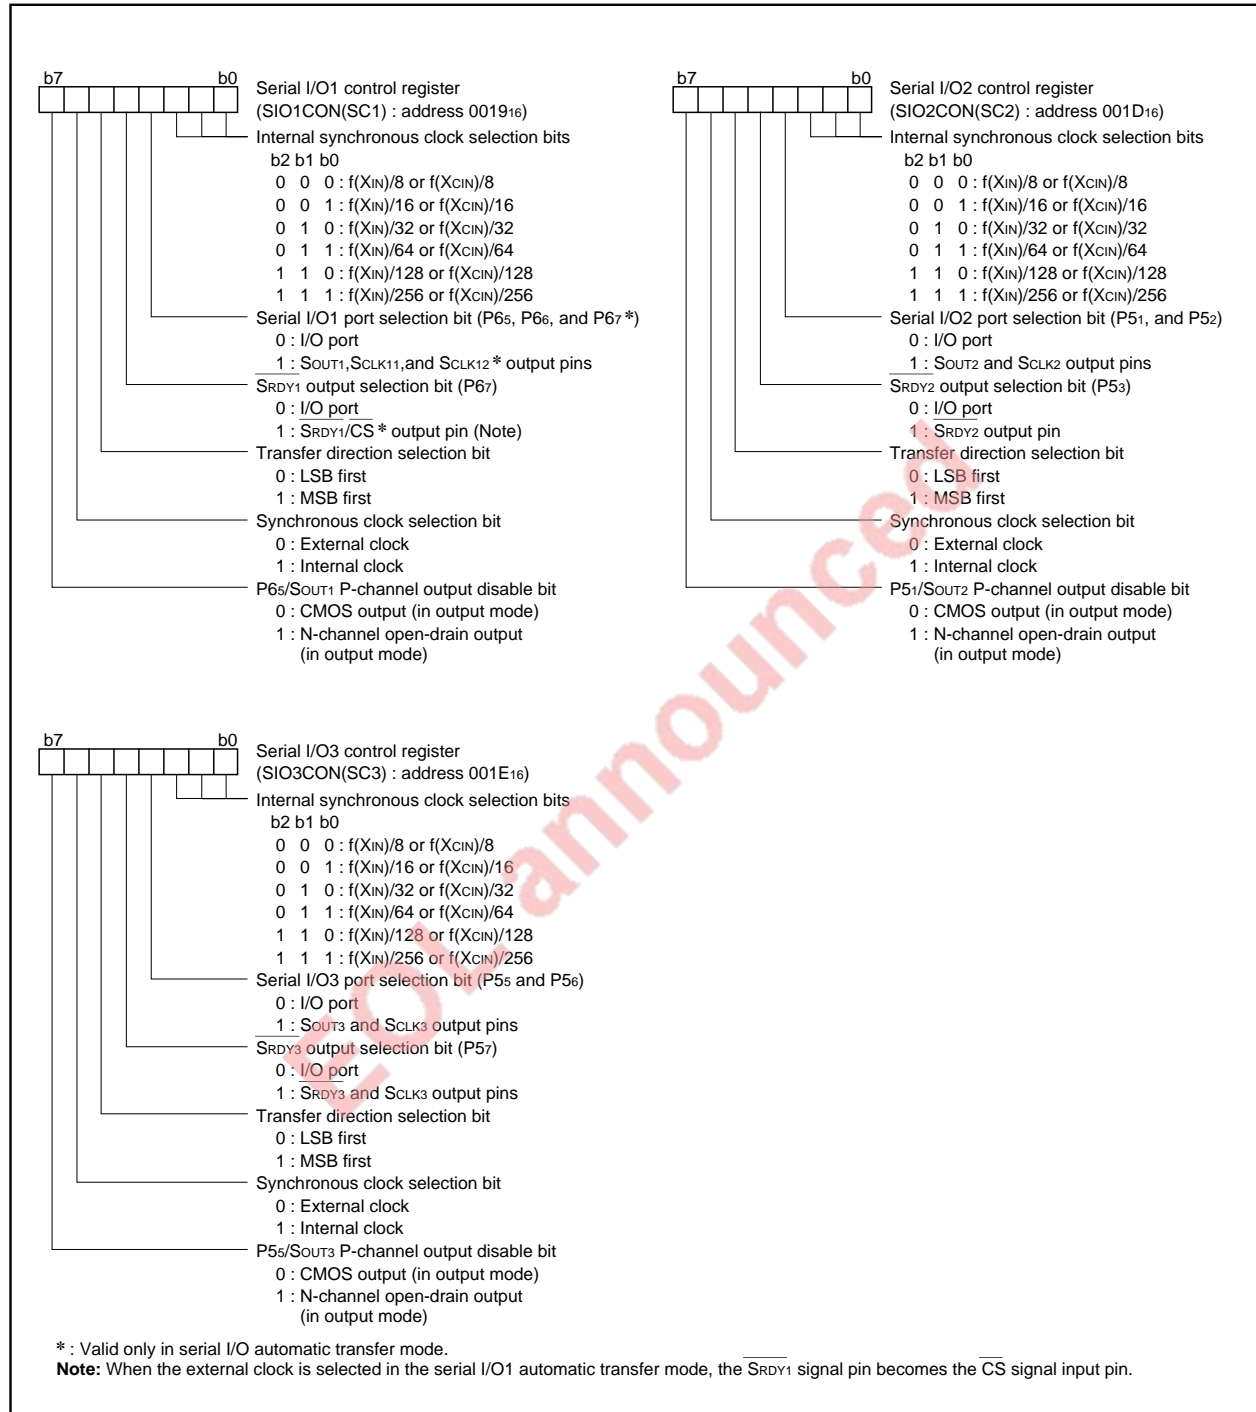 b7 b0
Serial I/O1 control register
(SIO1CON(SC1) : address 0019₁₆)
Internal synchronous clock selection bits
b2 b1 b0
0 0 0 : f(XIN)/8 or f(XCIN)/8
0 0 1 : f(XIN)/16 or f(XCIN)/16
0 1 0 : f(XIN)/32 or f(XCIN)/32
0 1 1 : f(XIN)/64 or f(XCIN)/64
1 1 0 : f(XIN)/128 or f(XCIN)/128
1 1 1 : f(XIN)/256 or f(XCIN)/256
Serial I/O1 port selection bit (P65, P66, and P67 *)
0 : I/O port
1 : SOUT1,SCLK11,and SCLK12 * output pins
SRDY1 output selection bit (P67)
0 : I/O port
1 : SRDY1/CS * output pin (Note)
Transfer direction selection bit
0 : LSB first
1 : MSB first
Synchronous clock selection bit
0 : External clock
1 : Internal clock
P65/SOUT1 P-channel output disable bit
0 : CMOS output (in output mode)
1 : N-channel open-drain output
(in output mode)
b7 b0
Serial I/O2 control register
(SIO2CON(SC2) : address 001D₁₆)
Internal synchronous clock selection bits
b2 b1 b0
0 0 0 : f(XIN)/8 or f(XCIN)/8
0 0 1 : f(XIN)/16 or f(XCIN)/16
0 1 0 : f(XIN)/32 or f(XCIN)/32
0 1 1 : f(XIN)/64 or f(XCIN)/64
1 1 0 : f(XIN)/128 or f(XCIN)/128
1 1 1 : f(XIN)/256 or f(XCIN)/256
Serial I/O2 port selection bit (P51, and P52)
0 : I/O port
1 : SOUT2 and SCLK2 output pins
SRDY2 output selection bit (P53)
0 : I/O port
1 : SRDY2 output pin
Transfer direction selection bit
0 : LSB first
1 : MSB first
Synchronous clock selection bit
0 : External clock
1 : Internal clock
P51/SOUT2 P-channel output disable bit
0 : CMOS output (in output mode)
1 : N-channel open-drain output
(in output mode)
b7 b0
Serial I/O3 control register
(SIO3CON(SC3) : address 001E₁₆)
Internal synchronous clock selection bits
b2 b1 b0
0 0 0 : f(XIN)/8 or f(XCIN)/8
0 0 1 : f(XIN)/16 or f(XCIN)/16
0 1 0 : f(XIN)/32 or f(XCIN)/32
0 1 1 : f(XIN)/64 or f(XCIN)/64
1 1 0 : f(XIN)/128 or f(XCIN)/128
1 1 1 : f(XIN)/256 or f(XCIN)/256
Serial I/O3 port selection bit (P55 and P56)
0 : I/O port
1 : SOUT3 and SCLK3 output pins
SRDY3 output selection bit (P57)
0 : I/O port
1 : SRDY3 and SCLK3 output pins
Transfer direction selection bit
0 : LSB first
1 : MSB first
Synchronous clock selection bit
0 : External clock
1 : Internal clock
P55/SOUT3 P-channel output disable bit
0 : CMOS output (in output mode)
1 : N-channel open-drain output
(in output mode)
* : Valid only in serial I/O automatic transfer mode.
Note: When the external clock is selected in the serial I/O1 automatic transfer mode, the SRDY1 signal pin becomes the CS signal input pin.
EOL announced